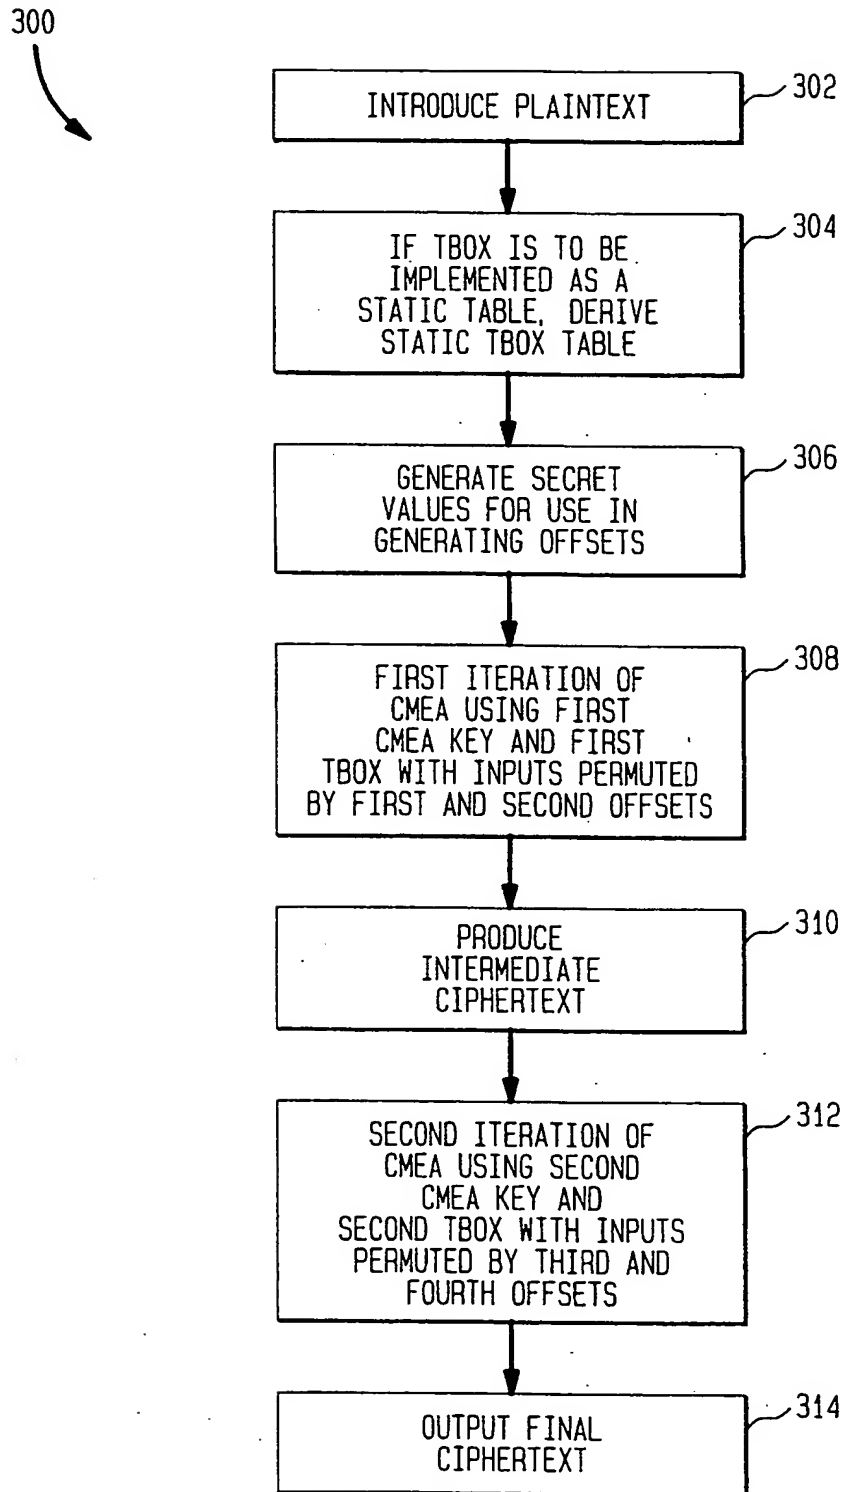 300
302
INTRODUCE PLAINTEXT
304
IF TBOX IS TO BE
IMPLEMENTED AS A
STATIC TABLE, DERIVE
STATIC TBOX TABLE
306
GENERATE SECRET
VALUES FOR USE IN
GENERATING OFFSETS
308
FIRST ITERATION OF
CMEA USING FIRST
CMEA KEY AND FIRST
TBOX WITH INPUTS PERMUTED
BY FIRST AND SECOND OFFSETS
310
PRODUCE
INTERMEDIATE
CIPHERTEXT
312
SECOND ITERATION OF
CMEA USING SECOND
CMEA KEY AND
SECOND TBOX WITH INPUTS
PERMUTED BY THIRD AND
FOURTH OFFSETS
314
OUTPUT FINAL
CIPHERTEXT